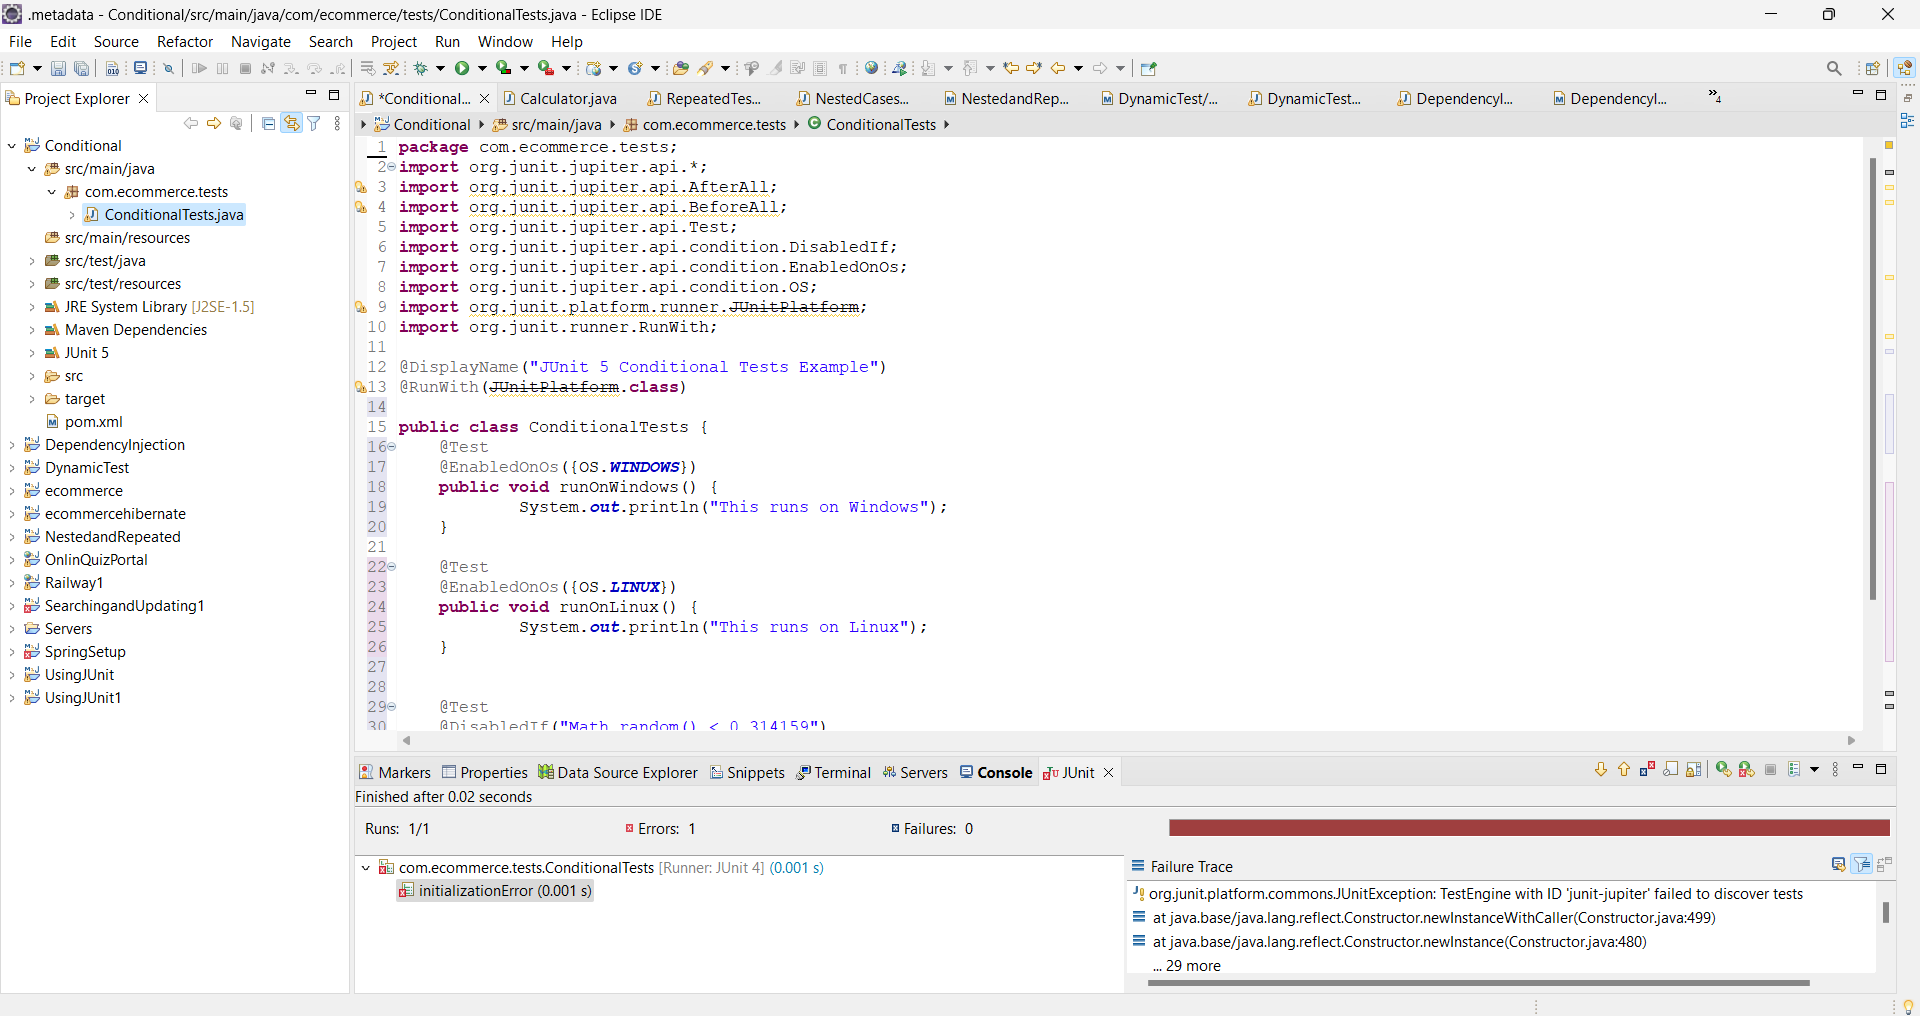 .metadata - Conditional/src/main/java/com/ecommerce/tests/ConditionalTests.java - Eclipse IDE
File Edit Source Refactor Navigate Search Project Run Window Help
Project Explorer
Conditional
src/main/java
com.ecommerce.tests
ConditionalTests.java
src/main/resources
src/test/java
src/test/resources
JRE System Library [J2SE-1.5]
Maven Dependencies
JUnit 5
src
target
pom.xml
DependencyInjection
DynamicTest
ecommerce
ecommercehibernate
NestedandRepeated
OnlinQuizPortal
Railway1
SearchingandUpdating1
Servers
SpringSetup
UsingJUnit
UsingJUnit1
*Conditional... Calculator.java RepeatedTes... NestedCases... NestedandRep... DynamicTest/... DynamicTest... DependencyI... DependencyI... »4
Conditional src/main/java com.ecommerce.tests ConditionalTests
1 package com.ecommerce.tests;
2 import org.junit.jupiter.api.*;
3 import org.junit.jupiter.api.AfterAll;
4 import org.junit.jupiter.api.BeforeAll;
5 import org.junit.jupiter.api.Test;
6 import org.junit.jupiter.api.condition.DisabledIf;
7 import org.junit.jupiter.api.condition.EnabledOnOs;
8 import org.junit.jupiter.api.condition.OS;
9 import org.junit.platform.runner.JUnitPlatform;
10 import org.junit.runner.RunWith;
11
12 @DisplayName("JUnit 5 Conditional Tests Example")
13 @RunWith(JUnitPlatform.class)
14
15 public class ConditionalTests {
16 @Test
17 @EnabledOnOs({OS.WINDOWS})
18 public void runOnWindows() {
19 System.out.println("This runs on Windows");
20 }
21
22 @Test
23 @EnabledOnOs({OS.LINUX})
24 public void runOnLinux() {
25 System.out.println("This runs on Linux");
26 }
27
28
29 @Test
30 @DisabledIf("Math.random() < 0.314159")
Markers Properties Data Source Explorer Snippets Terminal Servers Console JUnit
Finished after 0.02 seconds
Runs: 1/1 Errors: 1 Failures: 0
com.ecommerce.tests.ConditionalTests [Runner: JUnit 4] (0.001 s)
initializationError (0.001 s)
Failure Trace
org.junit.platform.commons.JUnitException: TestEngine with ID 'junit-jupiter' failed to discover tests
at java.base/java.lang.reflect.Constructor.newInstanceWithCaller(Constructor.java:499)
at java.base/java.lang.reflect.Constructor.newInstance(Constructor.java:480)
... 29 more